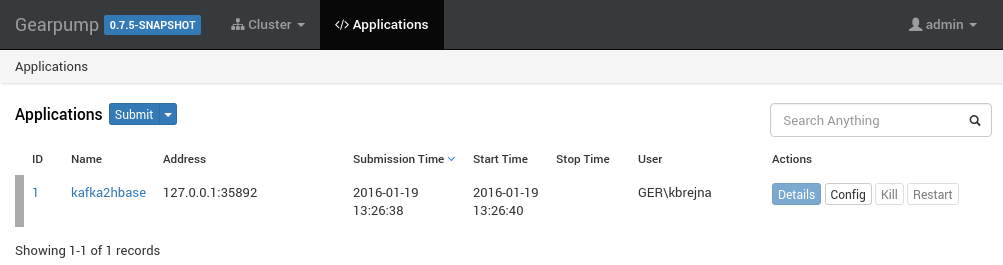 Gearpump 0.7.5-SNAPSHOT Cluster </> Applications admin
Applications
Applications Submit Search Anything
ID Name Address Submission Time Start Time Stop Time User Actions
1 kafka2hbase 127.0.0.1:35892 2016-01-19 2016-01-19 GER\kbrejna Details Config Kill Restart
13:26:38 13:26:40
Showing 1-1 of 1 records